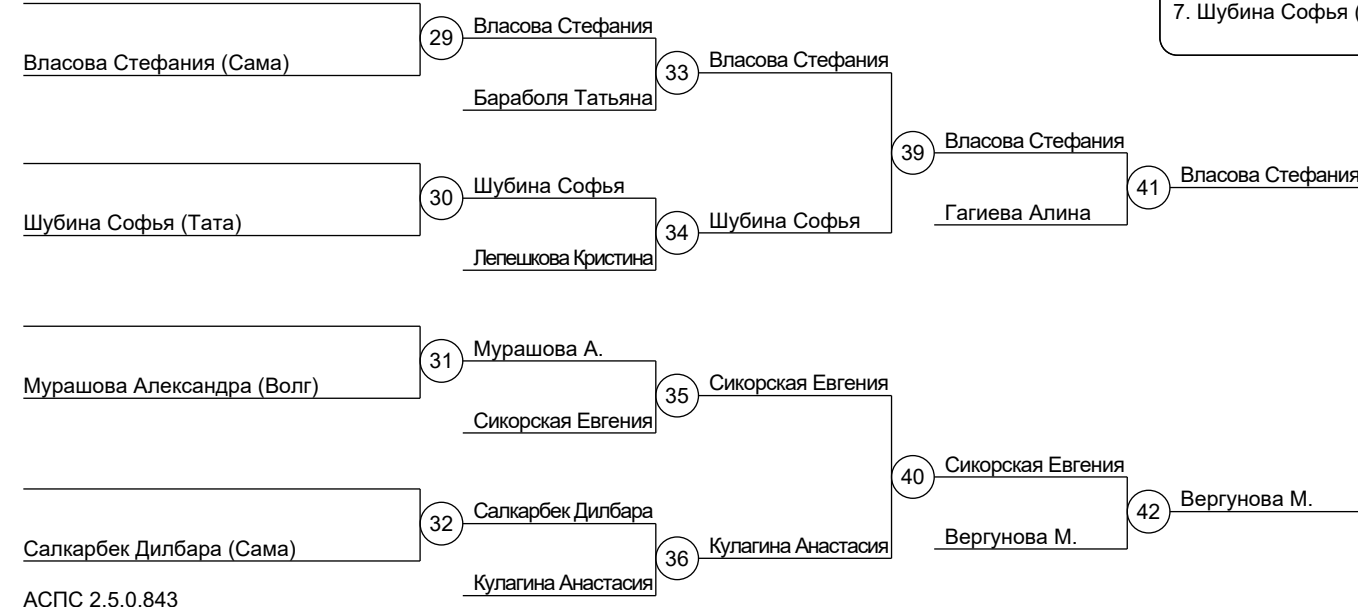 7. Шубина Софья (
Власова Стефания (Сама)
29
Власова Стефания
Бараболя Татьяна
33
Власова Стефания
Шубина Софья (Тата)
30
Шубина Софья
Лепешкова Кристина
34
Шубина Софья
39
Власова Стефания
Гагиева Алина
41
Власова Стефания
Мурашова Александра (Волг)
31
Мурашова А.
Сикорская Евгения
35
Сикорская Евгения
Салкарбек Дилбара (Сама)
32
Салкарбек Дилбара
Кулагина Анастасия
36
Кулагина Анастасия
40
Сикорская Евгения
Вергунова М.
42
Вергунова М.
АСПС 2.5.0.843